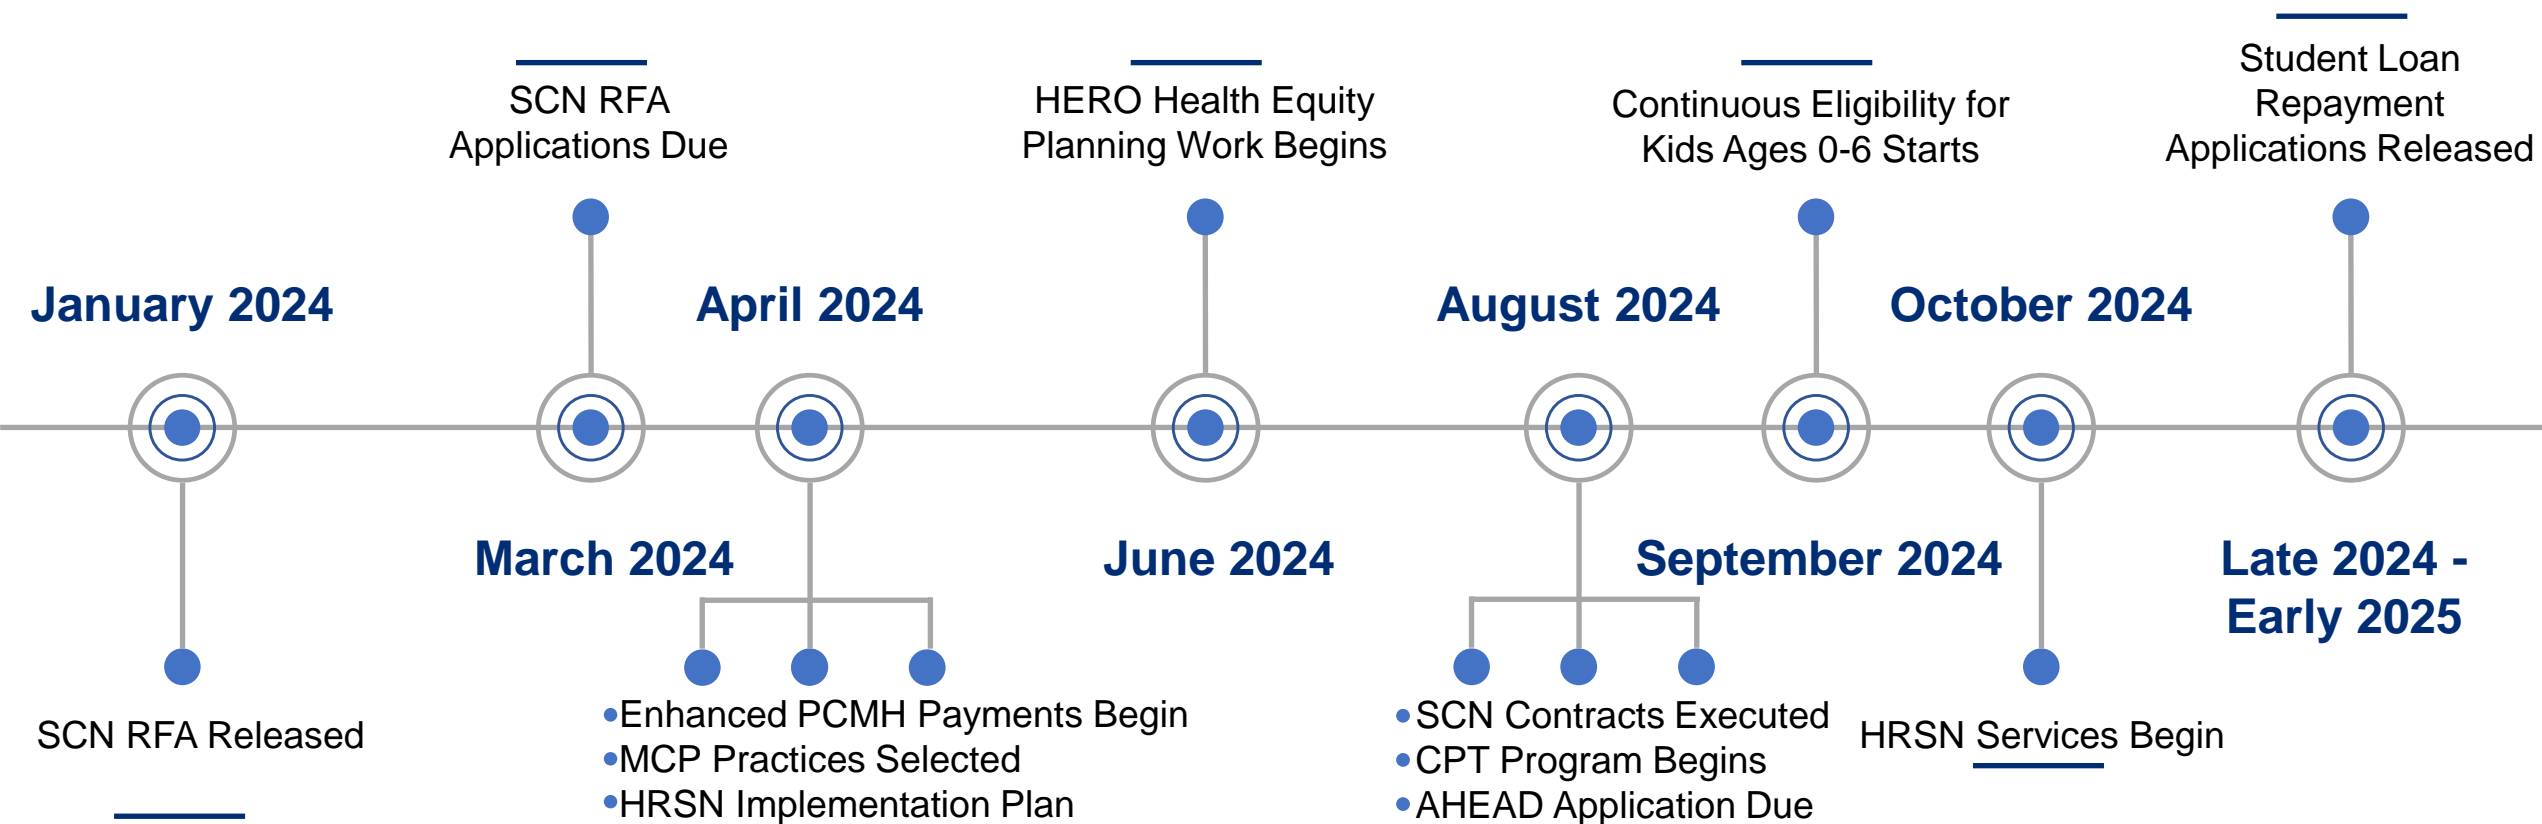 January 2024
SCN RFA Released
SCN RFA
Applications Due
March 2024
April 2024
•Enhanced PCMH Payments Begin
•MCP Practices Selected
•HRSN Implementation Plan
HERO Health Equity
Planning Work Begins
June 2024
August 2024
•SCN Contracts Executed
•CPT Program Begins
•AHEAD Application Due
Continuous Eligibility for
Kids Ages 0-6 Starts
September 2024
October 2024
HRSN Services Begin
Student Loan
Repayment
Applications Released
Late 2024 -
Early 2025